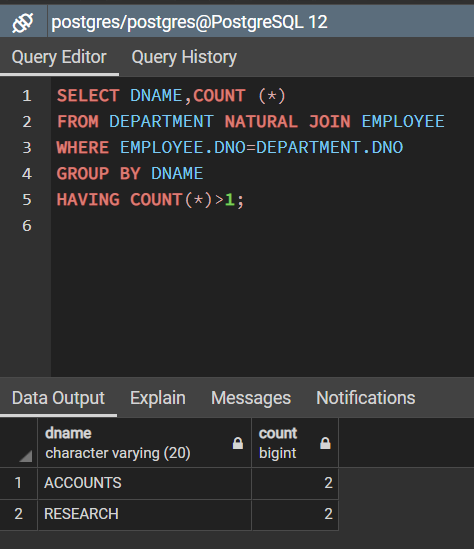 postgres/postgres@PostgreSQL 12
Query Editor Query History
1 SELECT DNAME,COUNT (*)
2 FROM DEPARTMENT NATURAL JOIN EMPLOYEE
3 WHERE EMPLOYEE.DNO=DEPARTMENT.DNO
4 GROUP BY DNAME
5 HAVING COUNT(*)>1;
6
Data Output Explain Messages Notifications
dname count
character varying (20) bigint
1 ACCOUNTS 2
2 RESEARCH 2